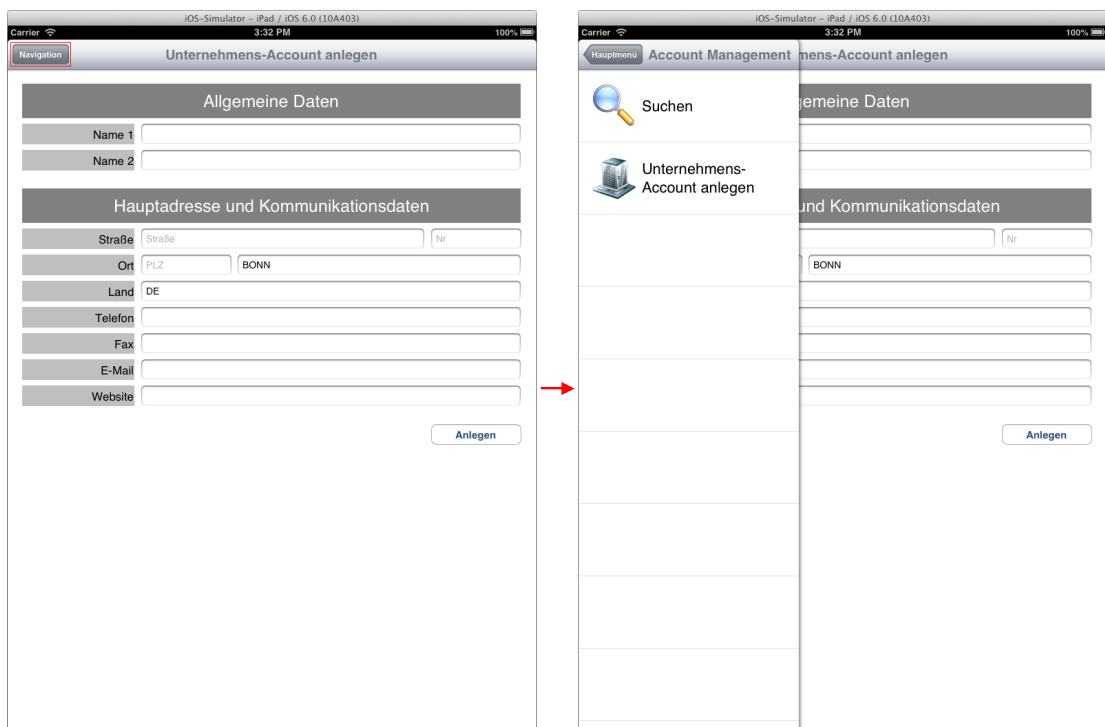 iOS-Simulator – iPad / iOS 6.0 (10A403)
Carrier 3:32 PM 100%
Navigation Unternehmens-Account anlegen
Allgemeine Daten
Name 1
Name 2
Hauptadresse und Kommunikationsdaten
Straße Straße Nr
Ort PLZ BONN
Land DE
Telefon
Fax
E-Mail
Website
Anlegen
iOS-Simulator – iPad / iOS 6.0 (10A403)
Carrier 3:32 PM 100%
Hauptmenü Account Management mens-Account anlegen
Suchen
Unternehmens-
Account anlegen
gemeine Daten
und Kommunikationsdaten
Nr
BONN
Anlegen